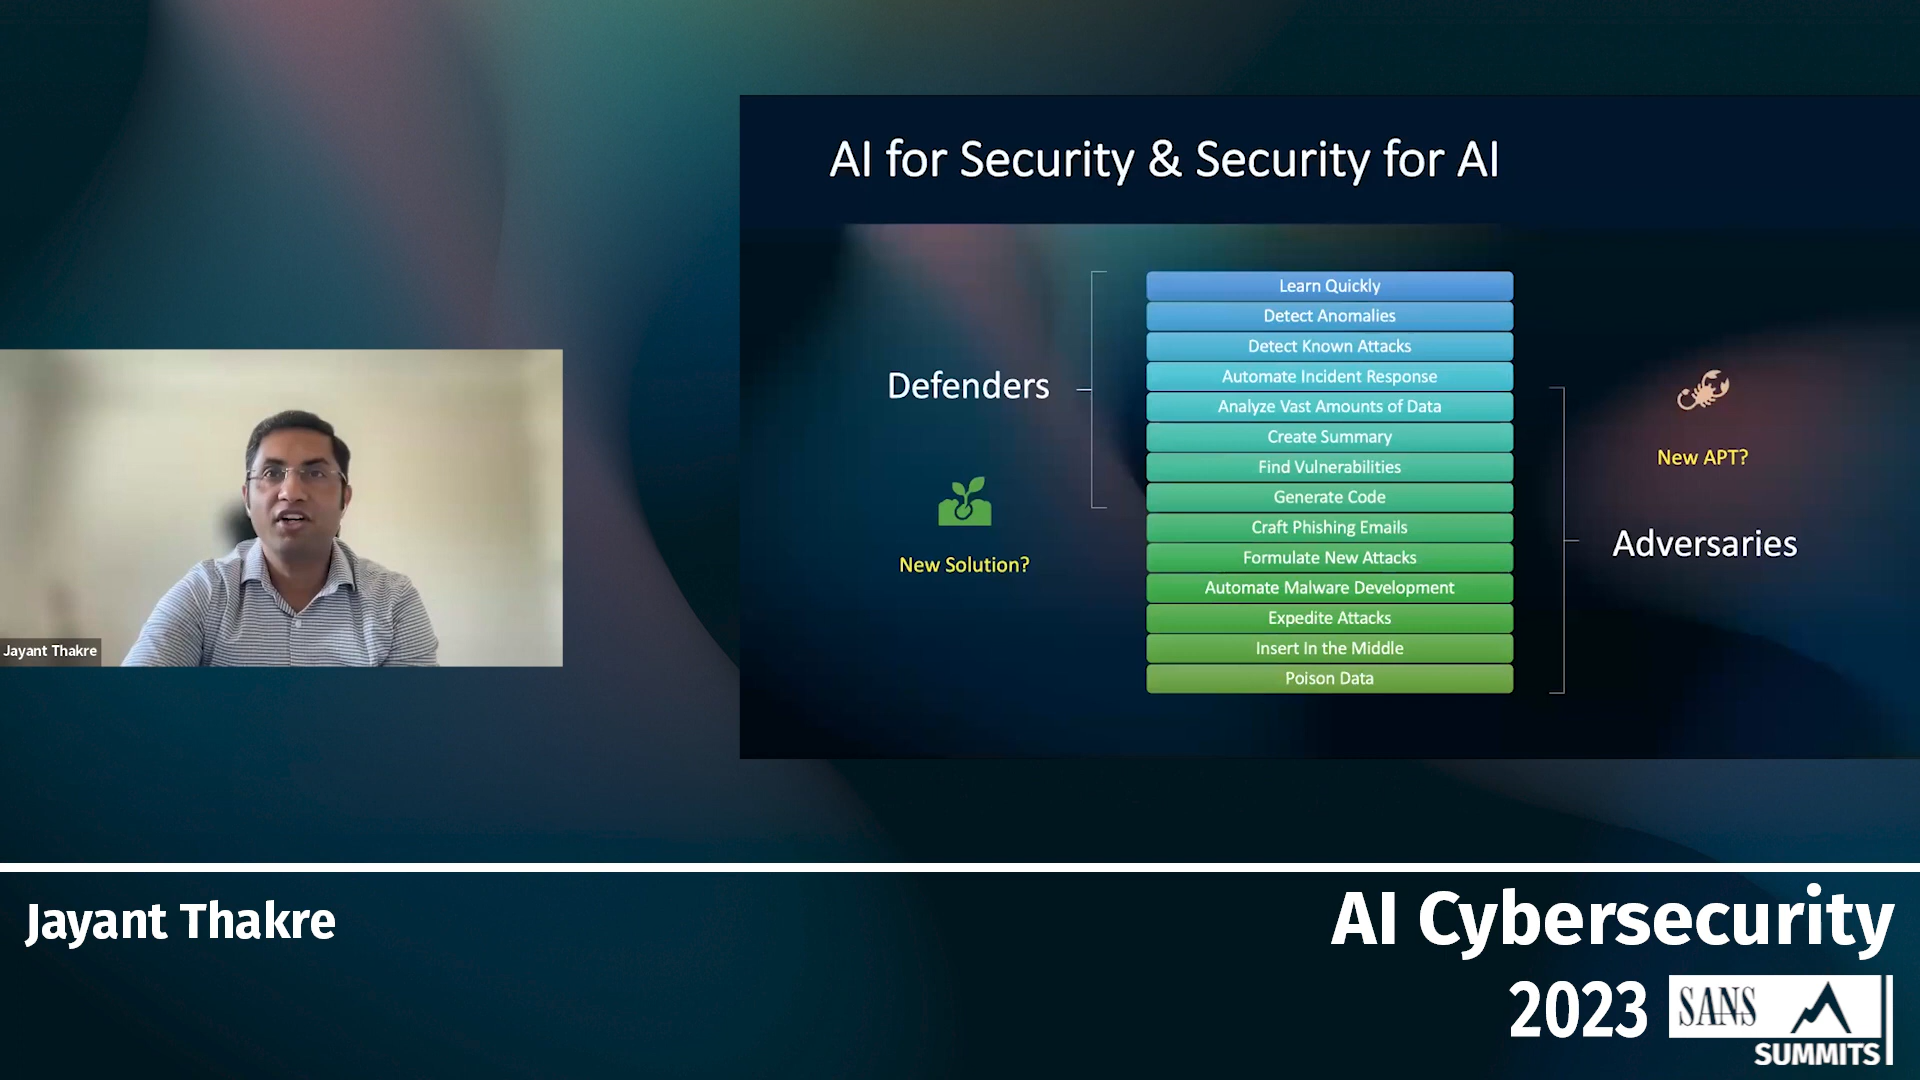 AI for Security & Security for AI
Defenders
New Solution?
Learn Quickly
Detect Anomalies
Detect Known Attacks
Automate Incident Response
Analyze Vast Amounts of Data
Create Summary
Find Vulnerabilities
Generate Code
Craft Phishing Emails
Formulate New Attacks
Automate Malware Development
Expedite Attacks
Insert In the Middle
Poison Data
New APT?
Adversaries
Jayant Thakre
Jayant Thakre
AI Cybersecurity
2023
SANS
SUMMITS